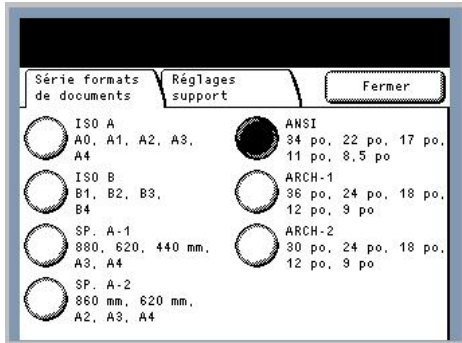 Série formats
de documents
Réglages
support
Fermer
ISO A
A0, A1, A2, A3,
A4
ISO B
B1, B2, B3,
B4
SP. A-1
880, 620, 440 mm,
A3, A4
SP. A-2
860 mm, 620 mm,
A2, A3, A4
ANSI
34 po, 22 po, 17 po,
11 po, 8,5 po
ARCH-1
36 po, 24 po, 18 po,
12 po, 9 po
ARCH-2
30 po, 24 po, 18 po,
12 po, 9 po